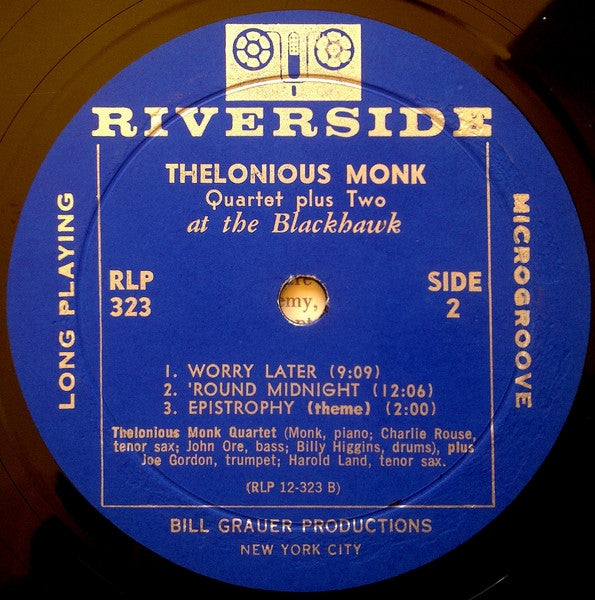 RIVERSIDE
THELONIOUS MONK
Quartet plus Two
at the Blackhawk
LONG PLAYING
MICROGROOVE
RLP
323
SIDE
2
emy,
1. WORRY LATER (9:09)
2. 'ROUND MIDNIGHT (12:06)
3. EPISTROPHY (theme) (2:00)
Thelonious Monk Quartet (Monk, piano; Charlie Rouse,
tenor sax; John Ore, bass; Billy Higgins, drums), plus
Joe Gordon, trumpet; Harold Land, tenor sax.
(RLP 12-323 B)
BILL GRAUER PRODUCTIONS
NEW YORK CITY